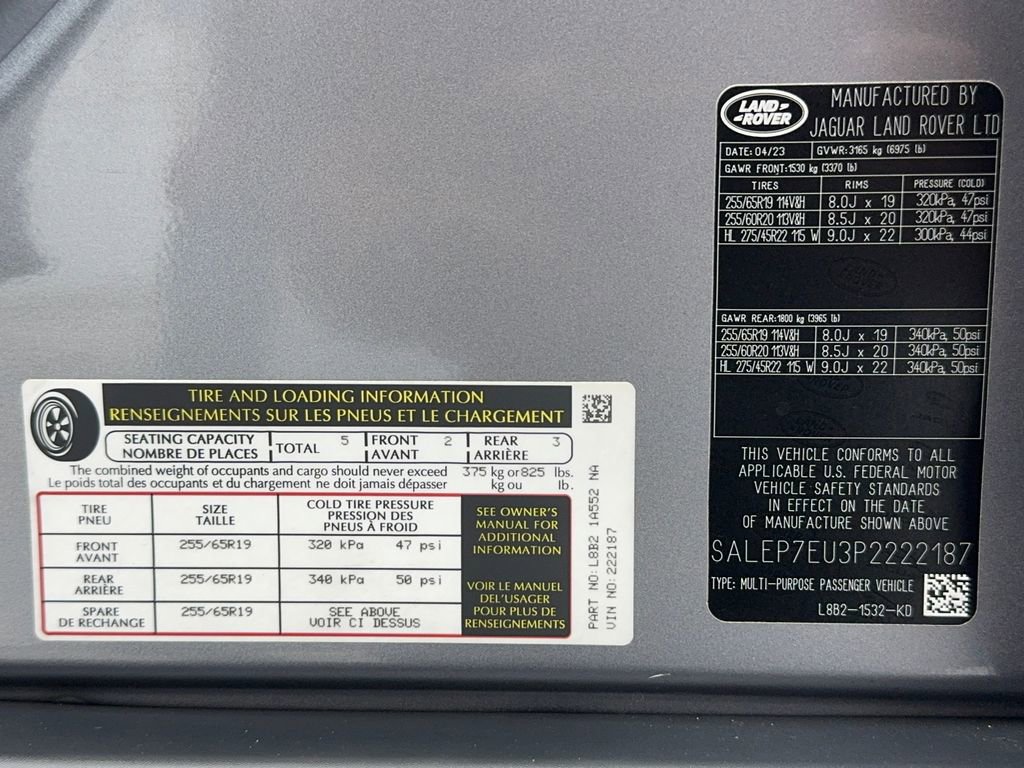 TIRE AND LOADING INFORMATION
RENSEIGNEMENTS SUR LES PNEUS ET LE CHARGEMENT
SEATING CAPACITY
NOMBRE DE PLACES
TOTAL 5
FRONT
AVANT
2
REAR
ARRIÈRE
3
The combined weight of occupants and cargo should never exceed 375 kg or 825 lbs.
Le poids total des occupants et du chargement ne doit jamais dépasser kg ou lb.
TIRE
PNEU
SIZE
TAILLE
COLD TIRE PRESSURE
PRESSION DES
PNEUS À FROID
FRONT
AVANT
255/65R19
320 kPa 47 psi
REAR
ARRIÈRE
255/65R19
340 kPa 50 psi
SPARE
DE RECHANGE
255/65R19
SEE ABOVE
VOIR CI DESSUS
SEE OWNER'S
MANUAL FOR
ADDITIONAL
INFORMATION
VOIR LE MANUEL
DEL'USAGER
POUR PLUS DE
RENSEIGNEMENTS
PART NO: L8B2 1A552 NA
VIN NO: 222187
LAND-
-ROVER
MANUFACTURED BY
JAGUAR LAND ROVER LTD
DATE: 04/23 GVWR:3165 kg (6975 lb)
GAWR FRONT:1530 kg (3370 lb)
TIRES RIMS PRESSURE (COLD)
255/65R19 114V&H 8.0J x 19 320kPa, 47psi
255/60R20 113V&H 8.5J x 20 320kPa, 47psi
HL 275/45R22 115 W 9.0J x 22 300kPa, 44psi
GAWR REAR:1800 kg (3965 lb)
255/65R19 114V&H 8.0J x 19 340kPa, 50psi
255/60R20 113V&H 8.5J x 20 340kPa, 50psi
HL 275/45R22 115 W 9.0J x 22 340kPa, 50psi
THIS VEHICLE CONFORMS TO ALL
APPLICABLE U.S. FEDERAL MOTOR
VEHICLE SAFETY STANDARDS
IN EFFECT ON THE DATE
OF MANUFACTURE SHOWN ABOVE
SALEP7EU3P2222187
TYPE: MULTI-PURPOSE PASSENGER VEHICLE
L8B2-1532-KD